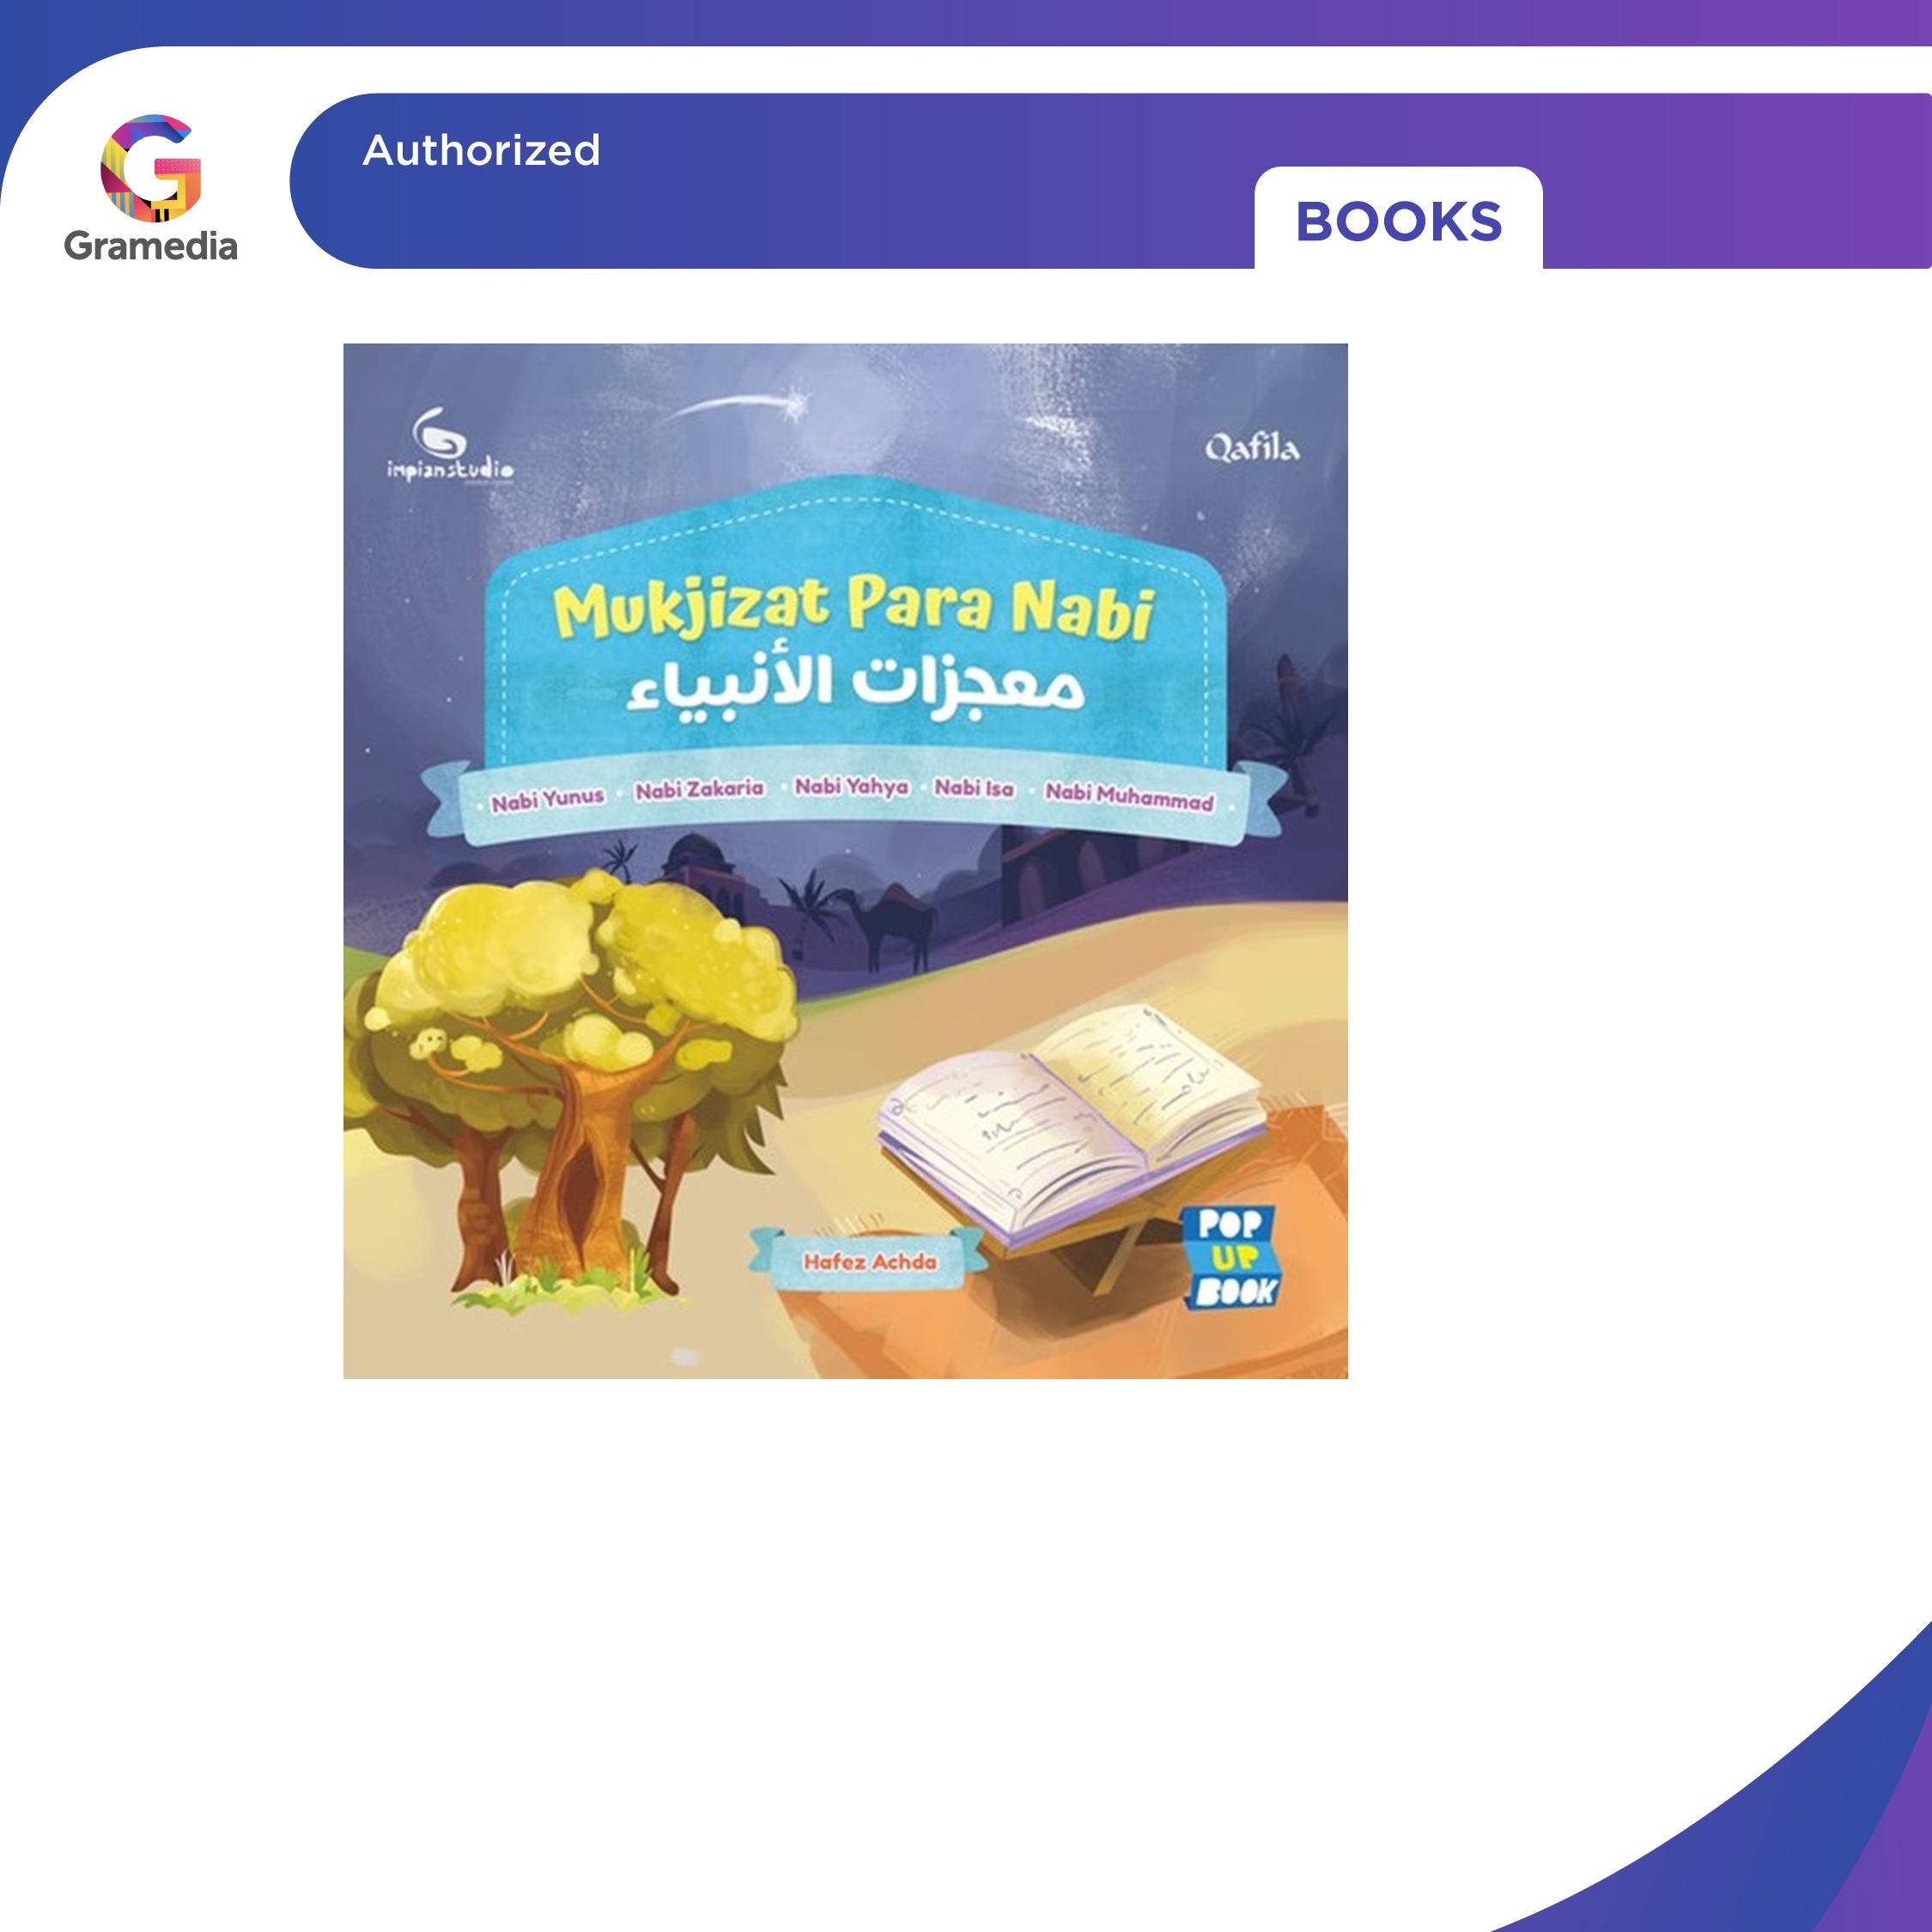 Authorized
Gramedia
BOOKS
impianstudio
Qafila
Mukjizat Para Nabi
معجزات الأنبياء
Nabi Yunus · Nabi Zakaria · Nabi Yahya · Nabi Isa · Nabi Muhammad
Hafez Achda
POP
UP
BOOK